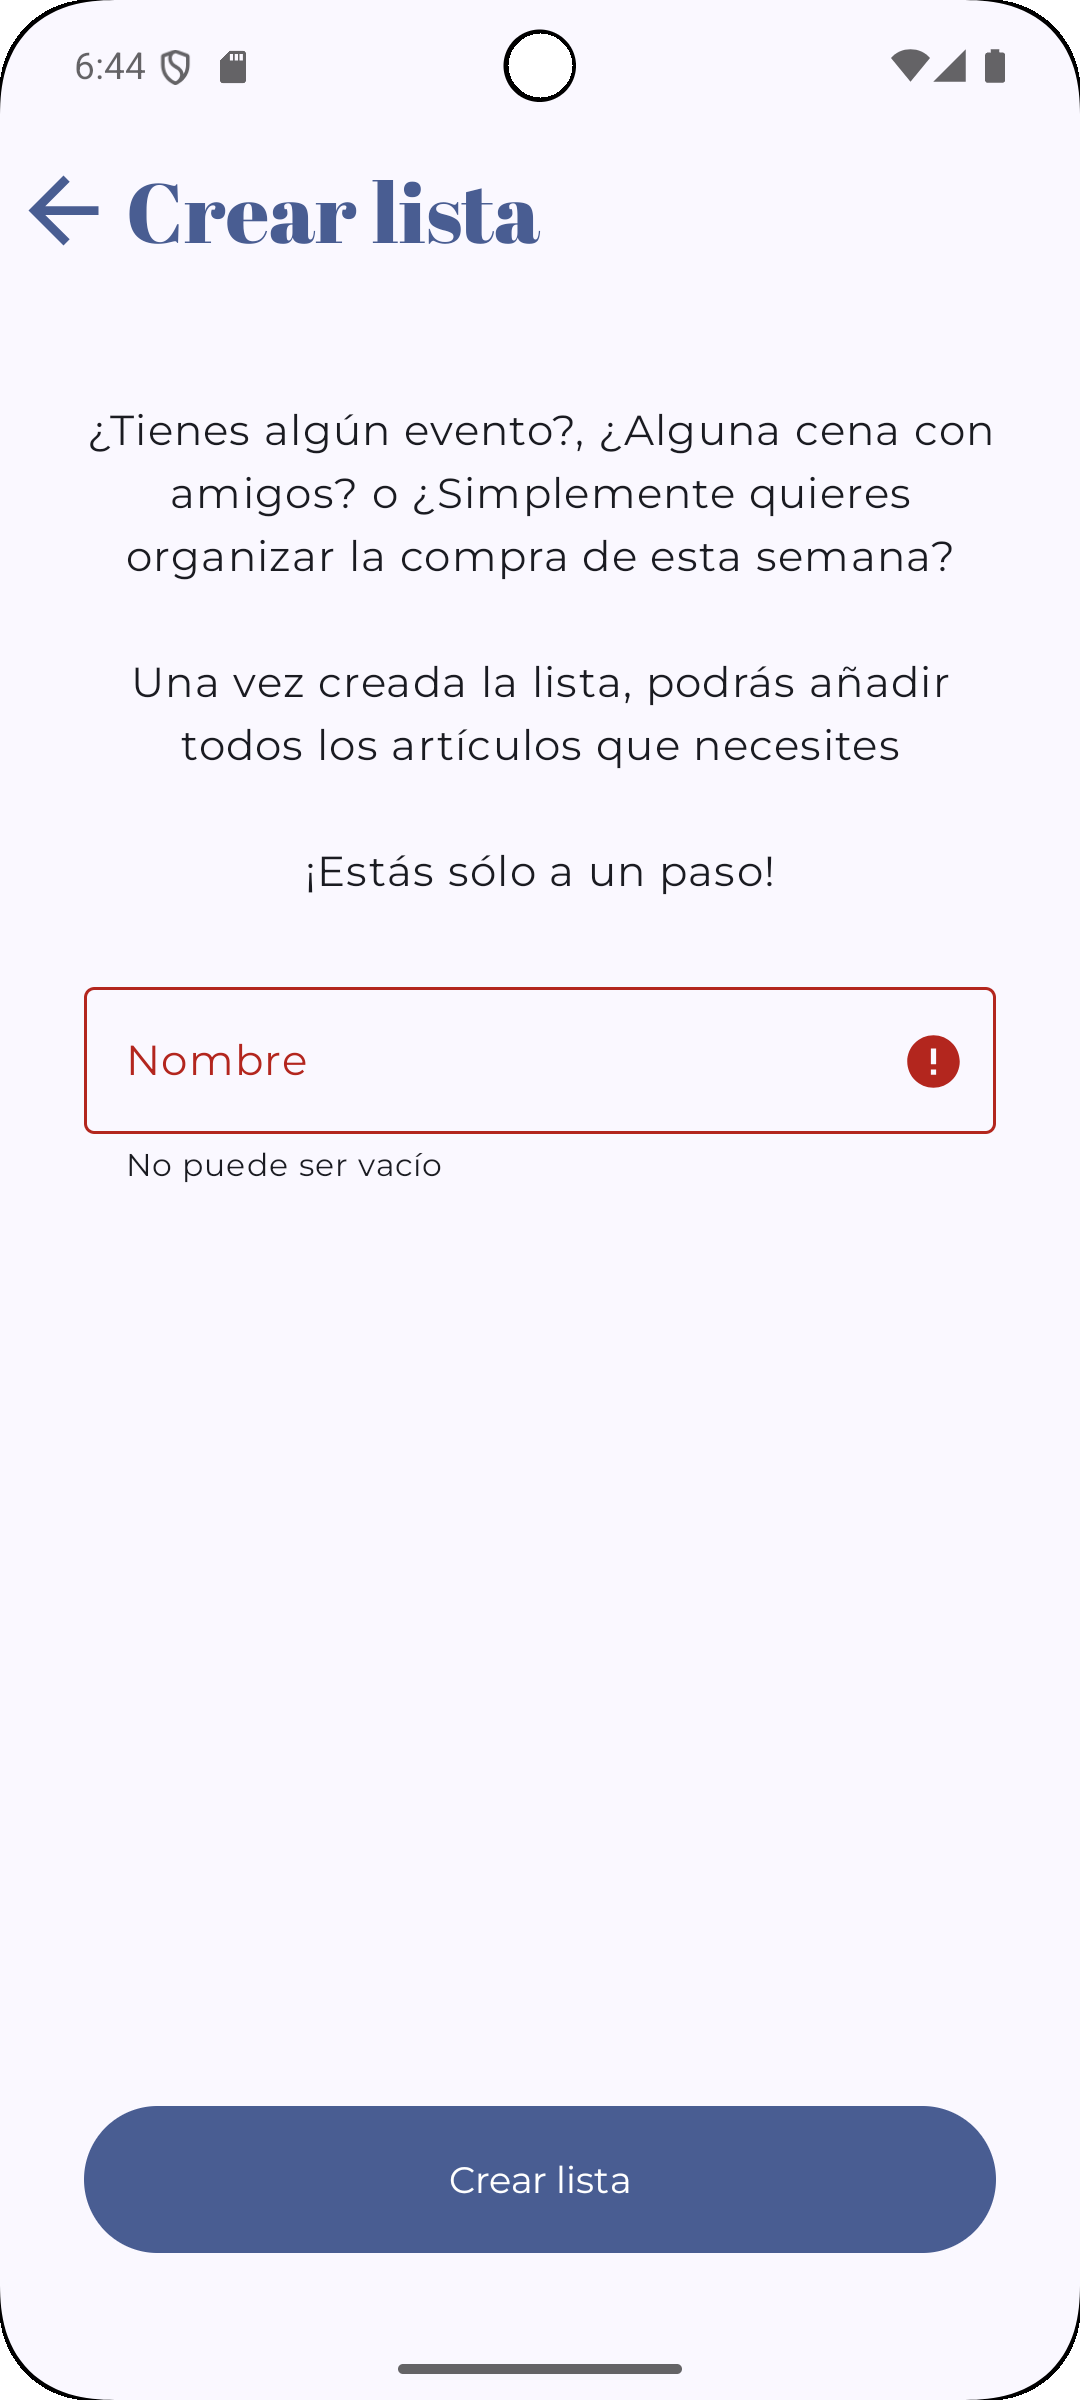 6:44
Crear lista
¿Tienes algún evento?, ¿Alguna cena con
amigos? o ¿Simplemente quieres
organizar la compra de esta semana?
Una vez creada la lista, podrás añadir
todos los artículos que necesites
¡Estás sólo a un paso!
Nombre
No puede ser vacío
Crear lista